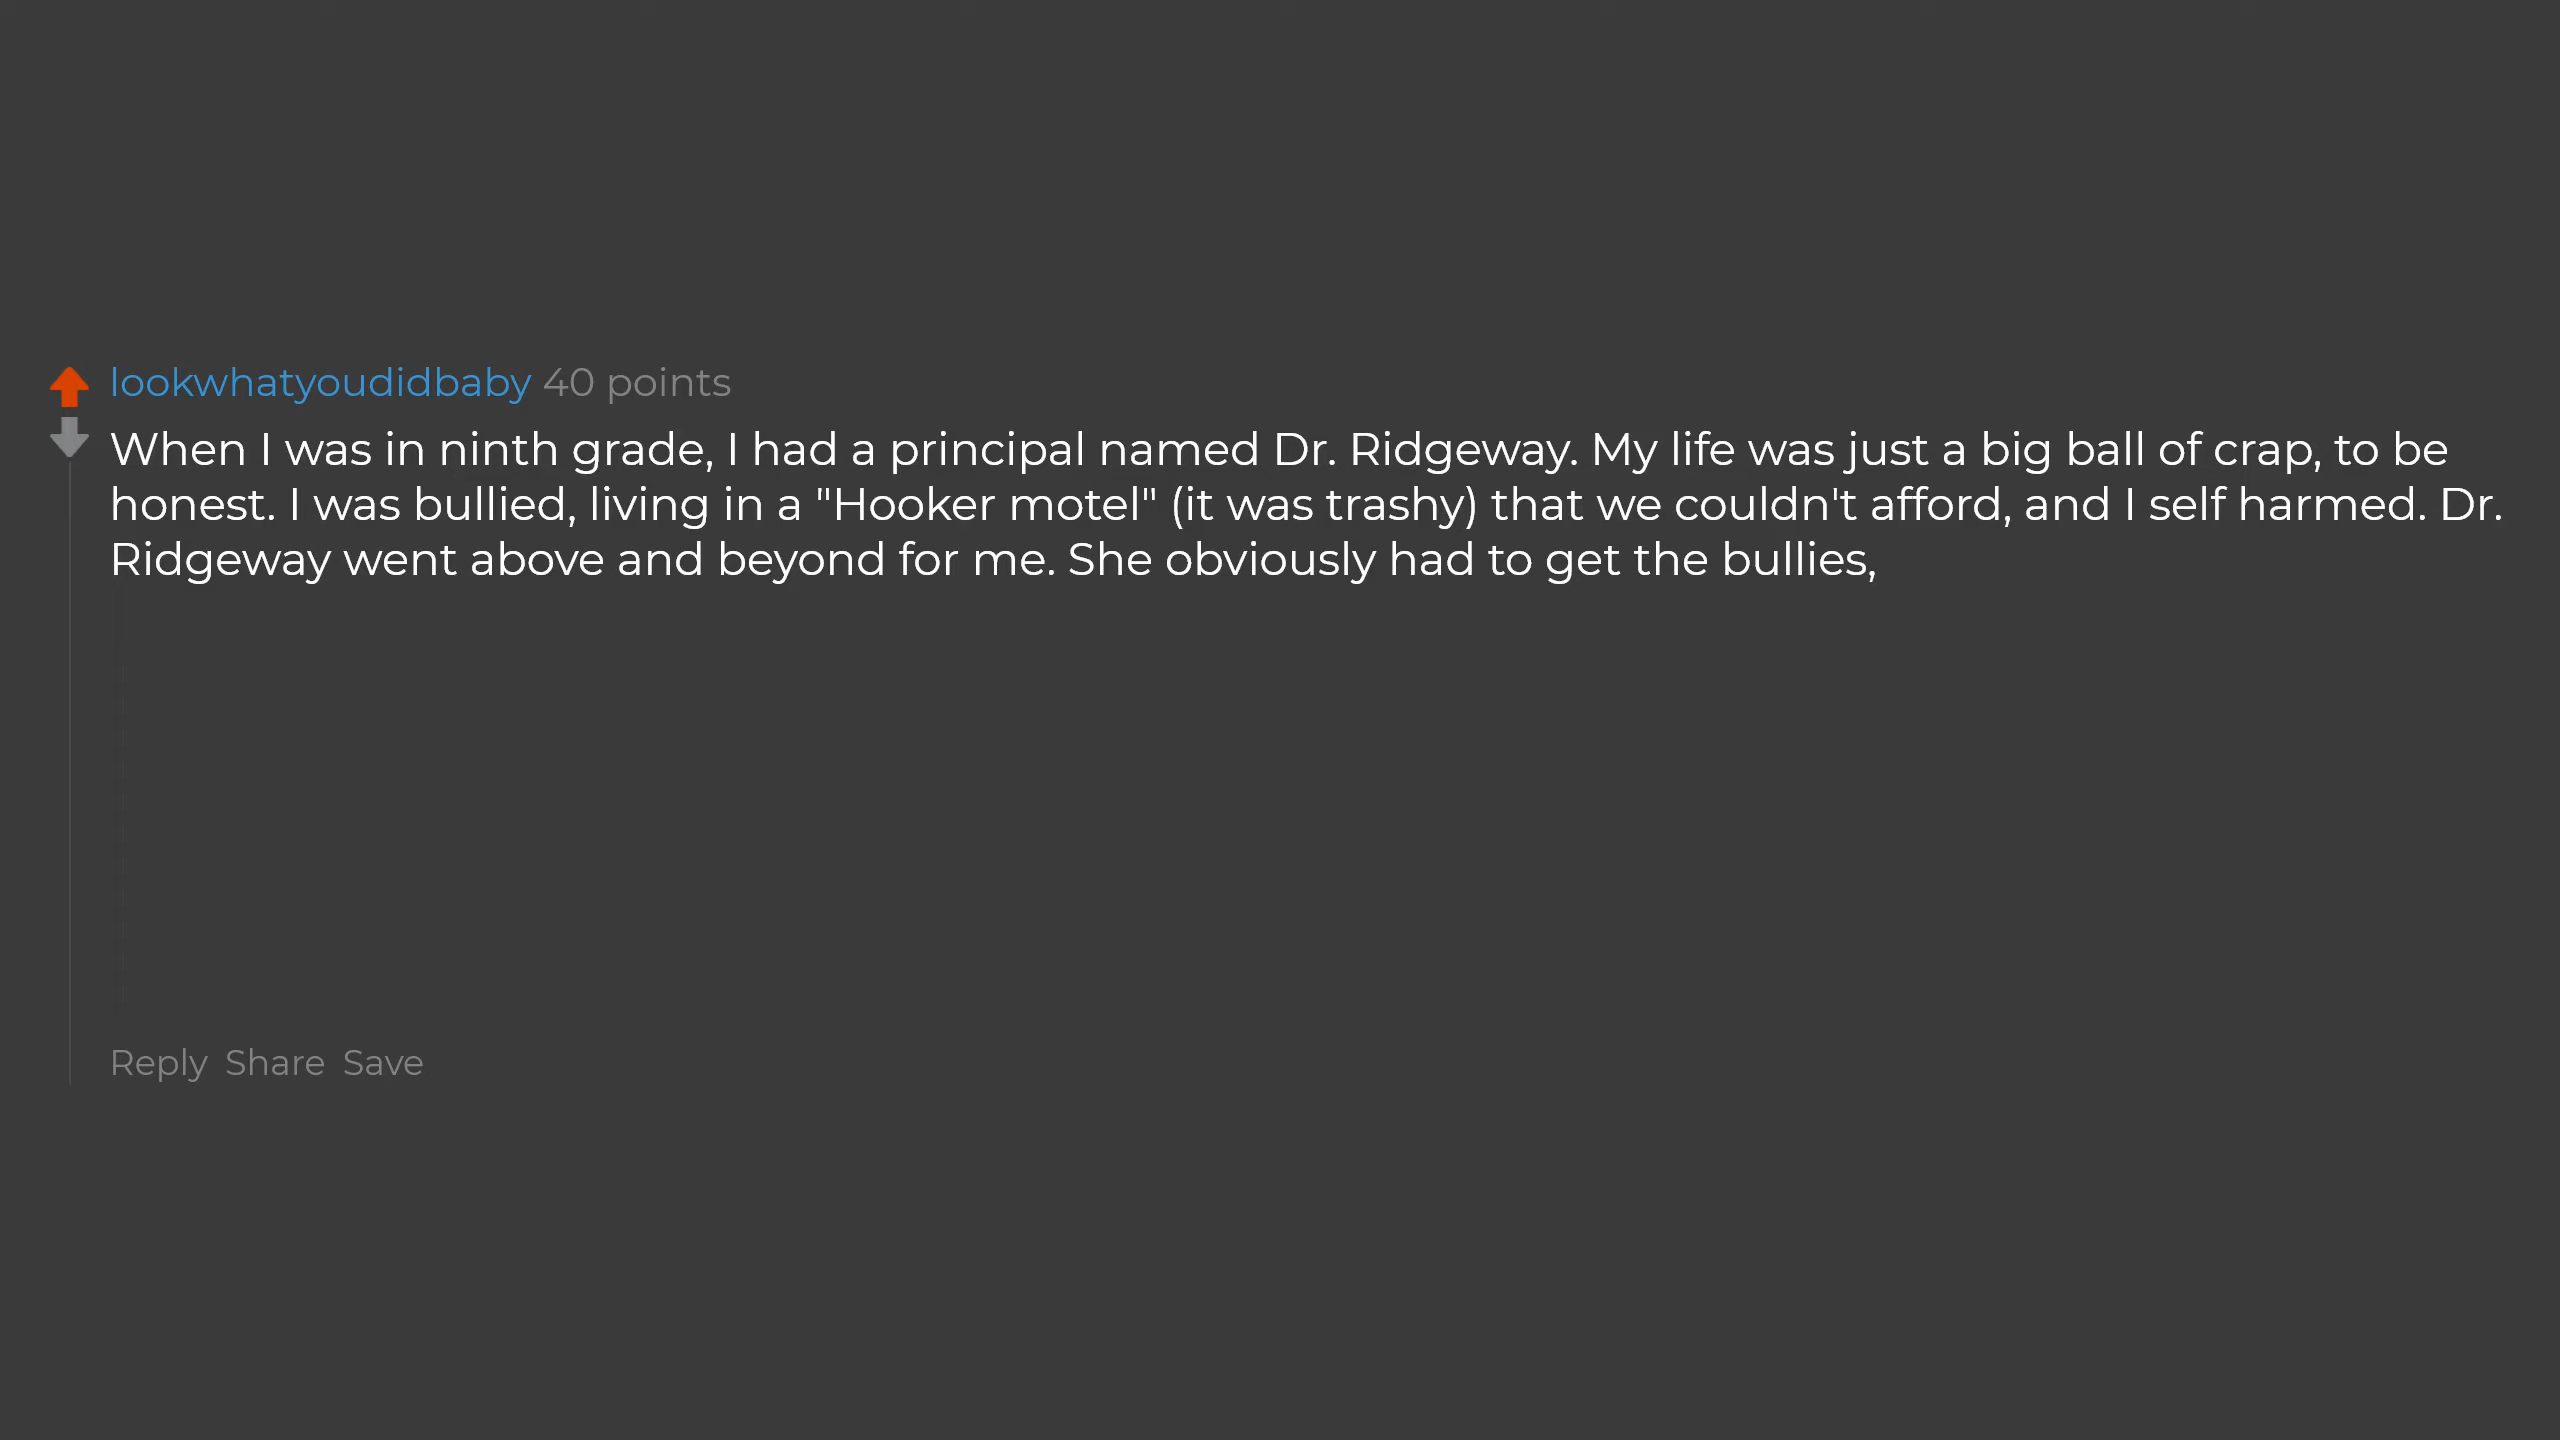 lookwhatyoudidbaby 40 points
When I was in ninth grade, I had a principal named Dr. Ridgeway. My life was just a big ball of crap, to be
honest. I was bullied, living in a "Hooker motel" (it was trashy) that we couldn't afford, and I self harmed. Dr.
Ridgeway went above and beyond for me. She obviously had to get the bullies,
Reply Share Save